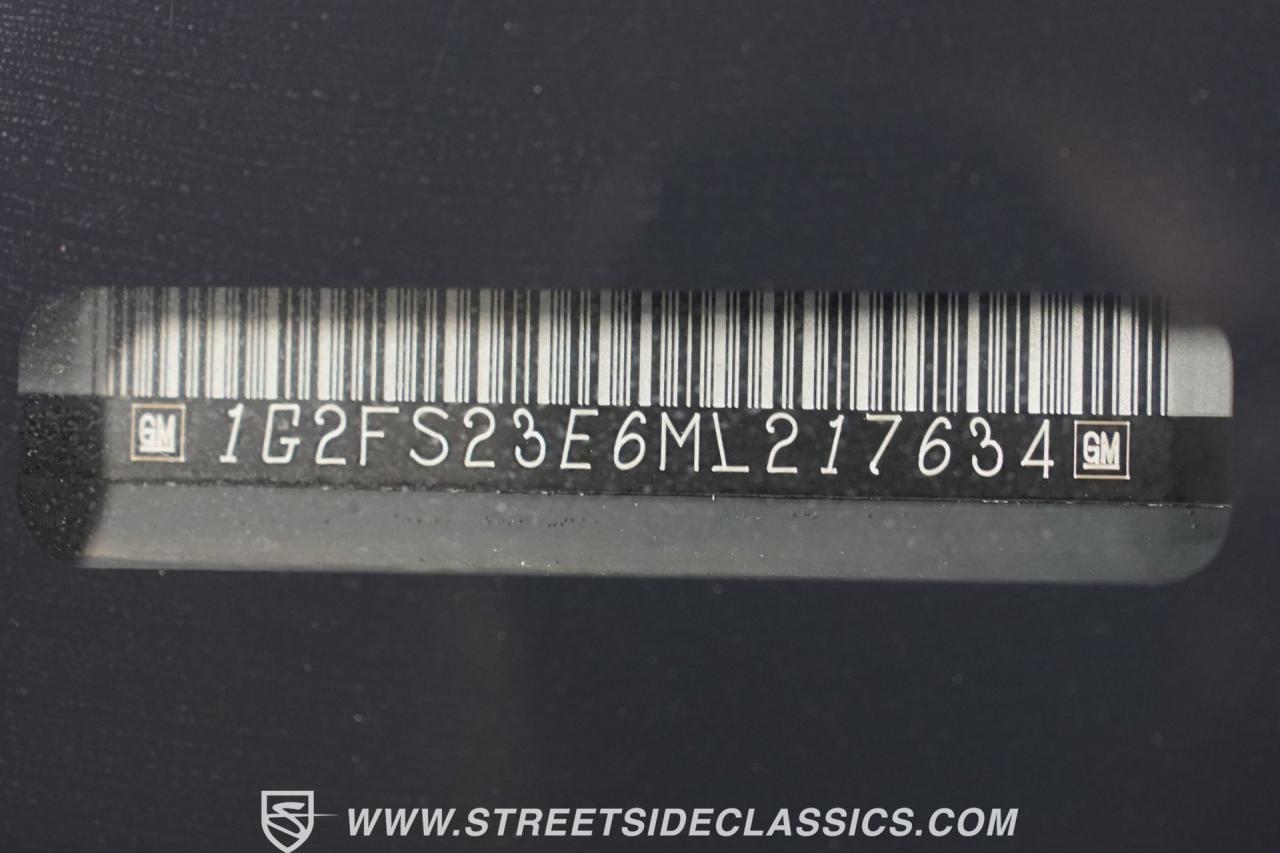 GM 1G2FS23E6ML217634 GM
WWW.STREETSIDECLASSICS.COM